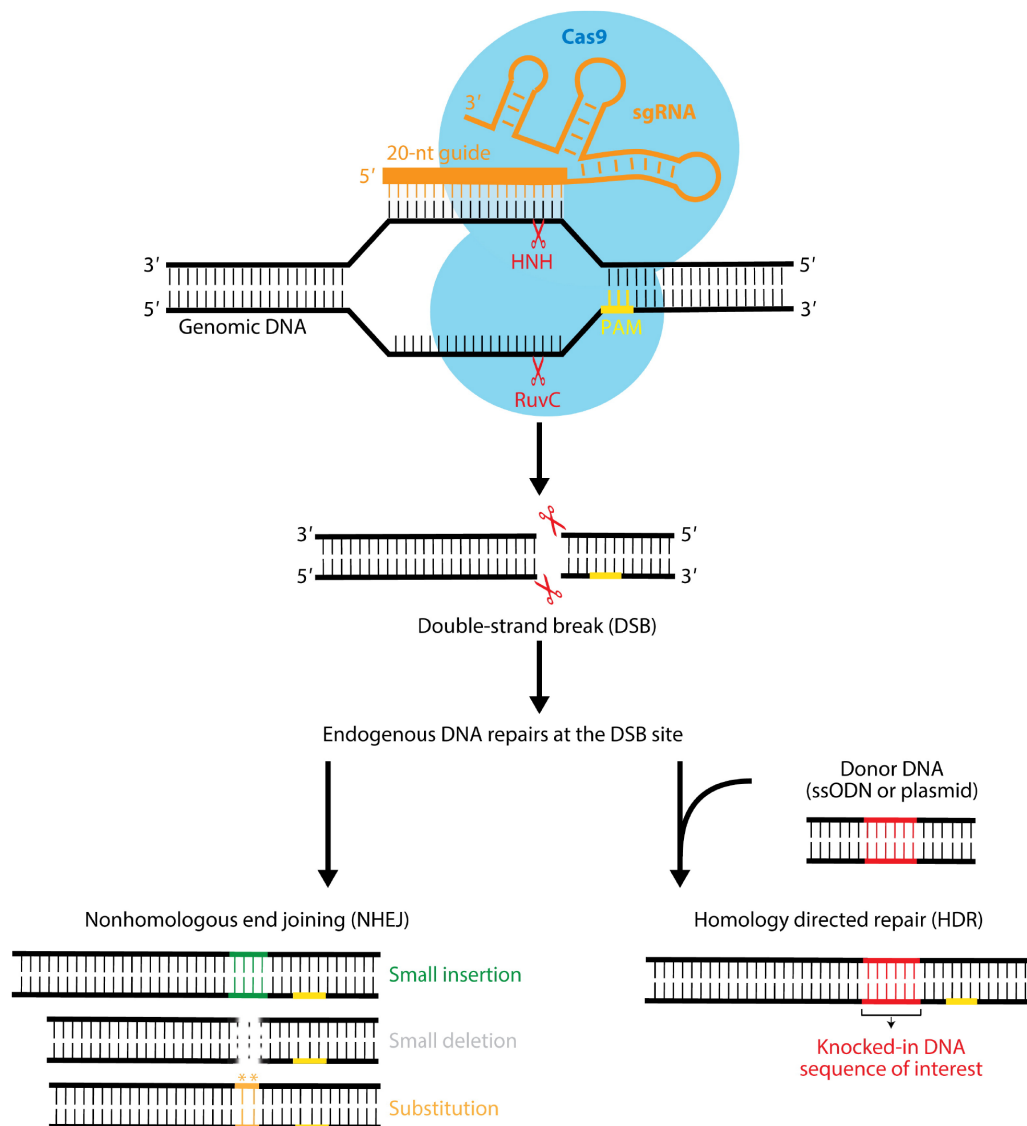 Cas9
3′
sgRNA
20-nt guide
5′
HNH
3′
5′
5′
3′
Genomic DNA
PAM
RuvC
3′
5′
5′
3′
Double-strand break (DSB)
Endogenous DNA repairs at the DSB site
Donor DNA
(ssODN or plasmid)
Nonhomologous end joining (NHEJ)
Homology directed repair (HDR)
Small insertion
Small deletion
**
Substitution
Knocked-in DNA
sequence of interest